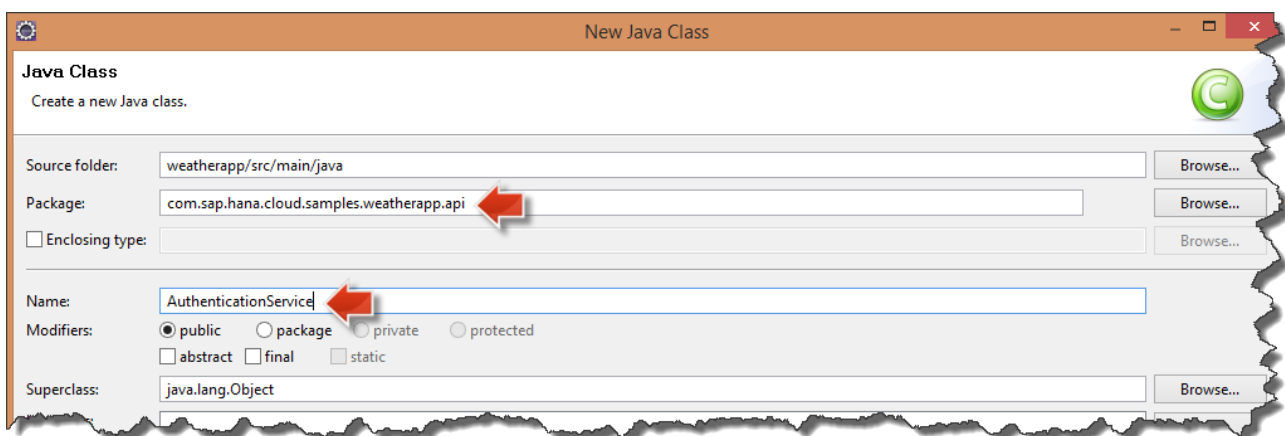 New Java Class
Java Class
Create a new Java class.
C
Source folder: weatherapp/src/main/java Browse...
Package: com.sap.hana.cloud.samples.weatherapp.api Browse...
Enclosing type: Browse...
Name: AuthenticationService
Modifiers: public package private protected
abstract final static
Superclass: java.lang.Object Browse...